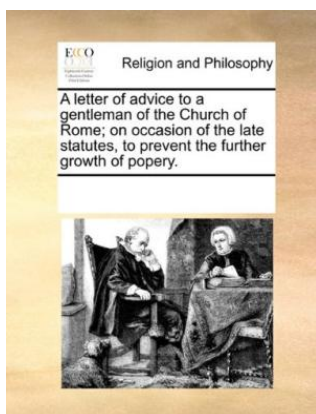 ECCO
Religion and Philosophy
A letter of advice to a
gentleman of the Church of
Rome; on occasion of the late
statutes, to prevent the further
growth of popery.